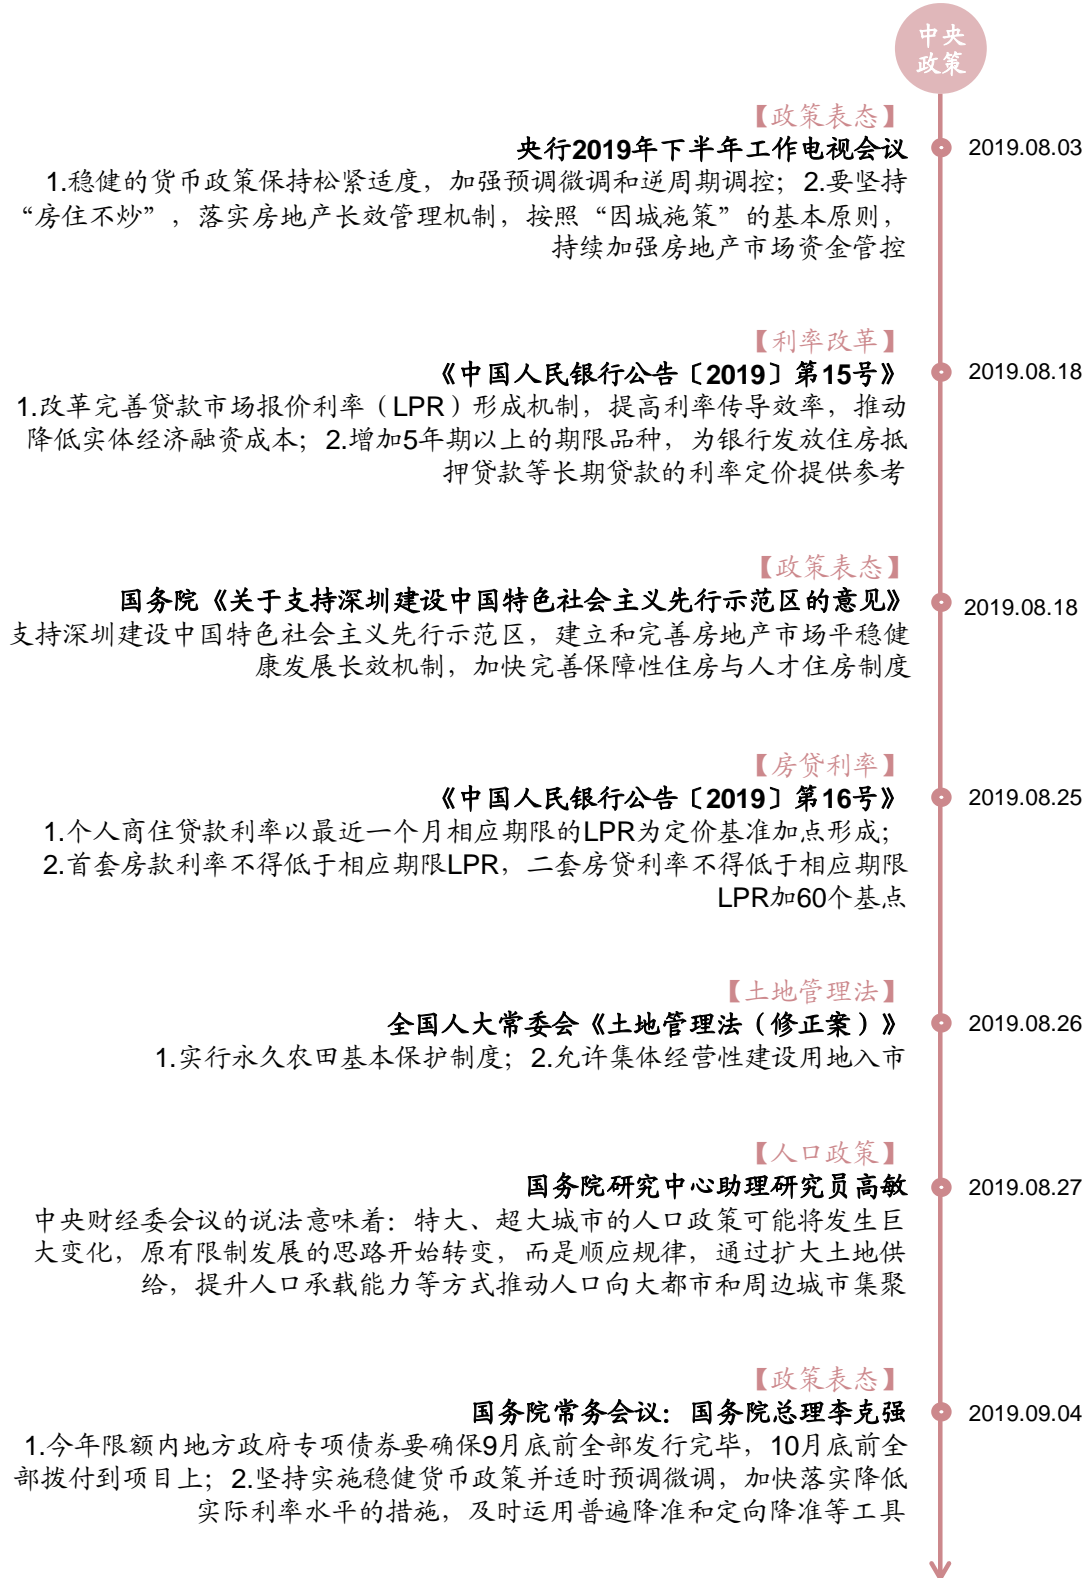 中央
政策
【政策表态】
央行2019年下半年工作电视会议
2019.08.03
1.稳健的货币政策保持松紧适度，加强预调微调和逆周期调控；2.要坚持
“房住不炒”，落实房地产长效管理机制，按照“因城施策”的基本原则，
持续加强房地产市场资金管控
【利率改革】
《中国人民银行公告〔2019〕第15号》
2019.08.18
1.改革完善贷款市场报价利率（LPR）形成机制，提高利率传导效率，推动
降低实体经济融资成本；2.增加5年期以上的期限品种，为银行发放住房抵
押贷款等长期贷款的利率定价提供参考
【政策表态】
国务院《关于支持深圳建设中国特色社会主义先行示范区的意见》
2019.08.18
支持深圳建设中国特色社会主义先行示范区，建立和完善房地产市场平稳健
康发展长效机制，加快完善保障性住房与人才住房制度
【房贷利率】
《中国人民银行公告〔2019〕第16号》
2019.08.25
1.个人商住贷款利率以最近一个月相应期限的LPR为定价基准加点形成；
2.首套房款利率不得低于相应期限LPR，二套房贷利率不得低于相应期限
LPR加60个基点
【土地管理法】
全国人大常委会《土地管理法（修正案）》
2019.08.26
1.实行永久农田基本保护制度；2.允许集体经营性建设用地入市
【人口政策】
国务院研究中心助理研究员高敏
2019.08.27
中央财经委会议的说法意味着：特大、超大城市的人口政策可能将发生巨
大变化，原有限制发展的思路开始转变，而是顺应规律，通过扩大土地供
给，提升人口承载能力等方式推动人口向大都市和周边城市集聚
【政策表态】
国务院常务会议：国务院总理李克强
2019.09.04
1.今年限额内地方政府专项债券要确保9月底前全部发行完毕，10月底前全
部拨付到项目上；2.坚持实施稳健货币政策并适时预调微调，加快落实降低
实际利率水平的措施，及时运用普遍降准和定向降准等工具